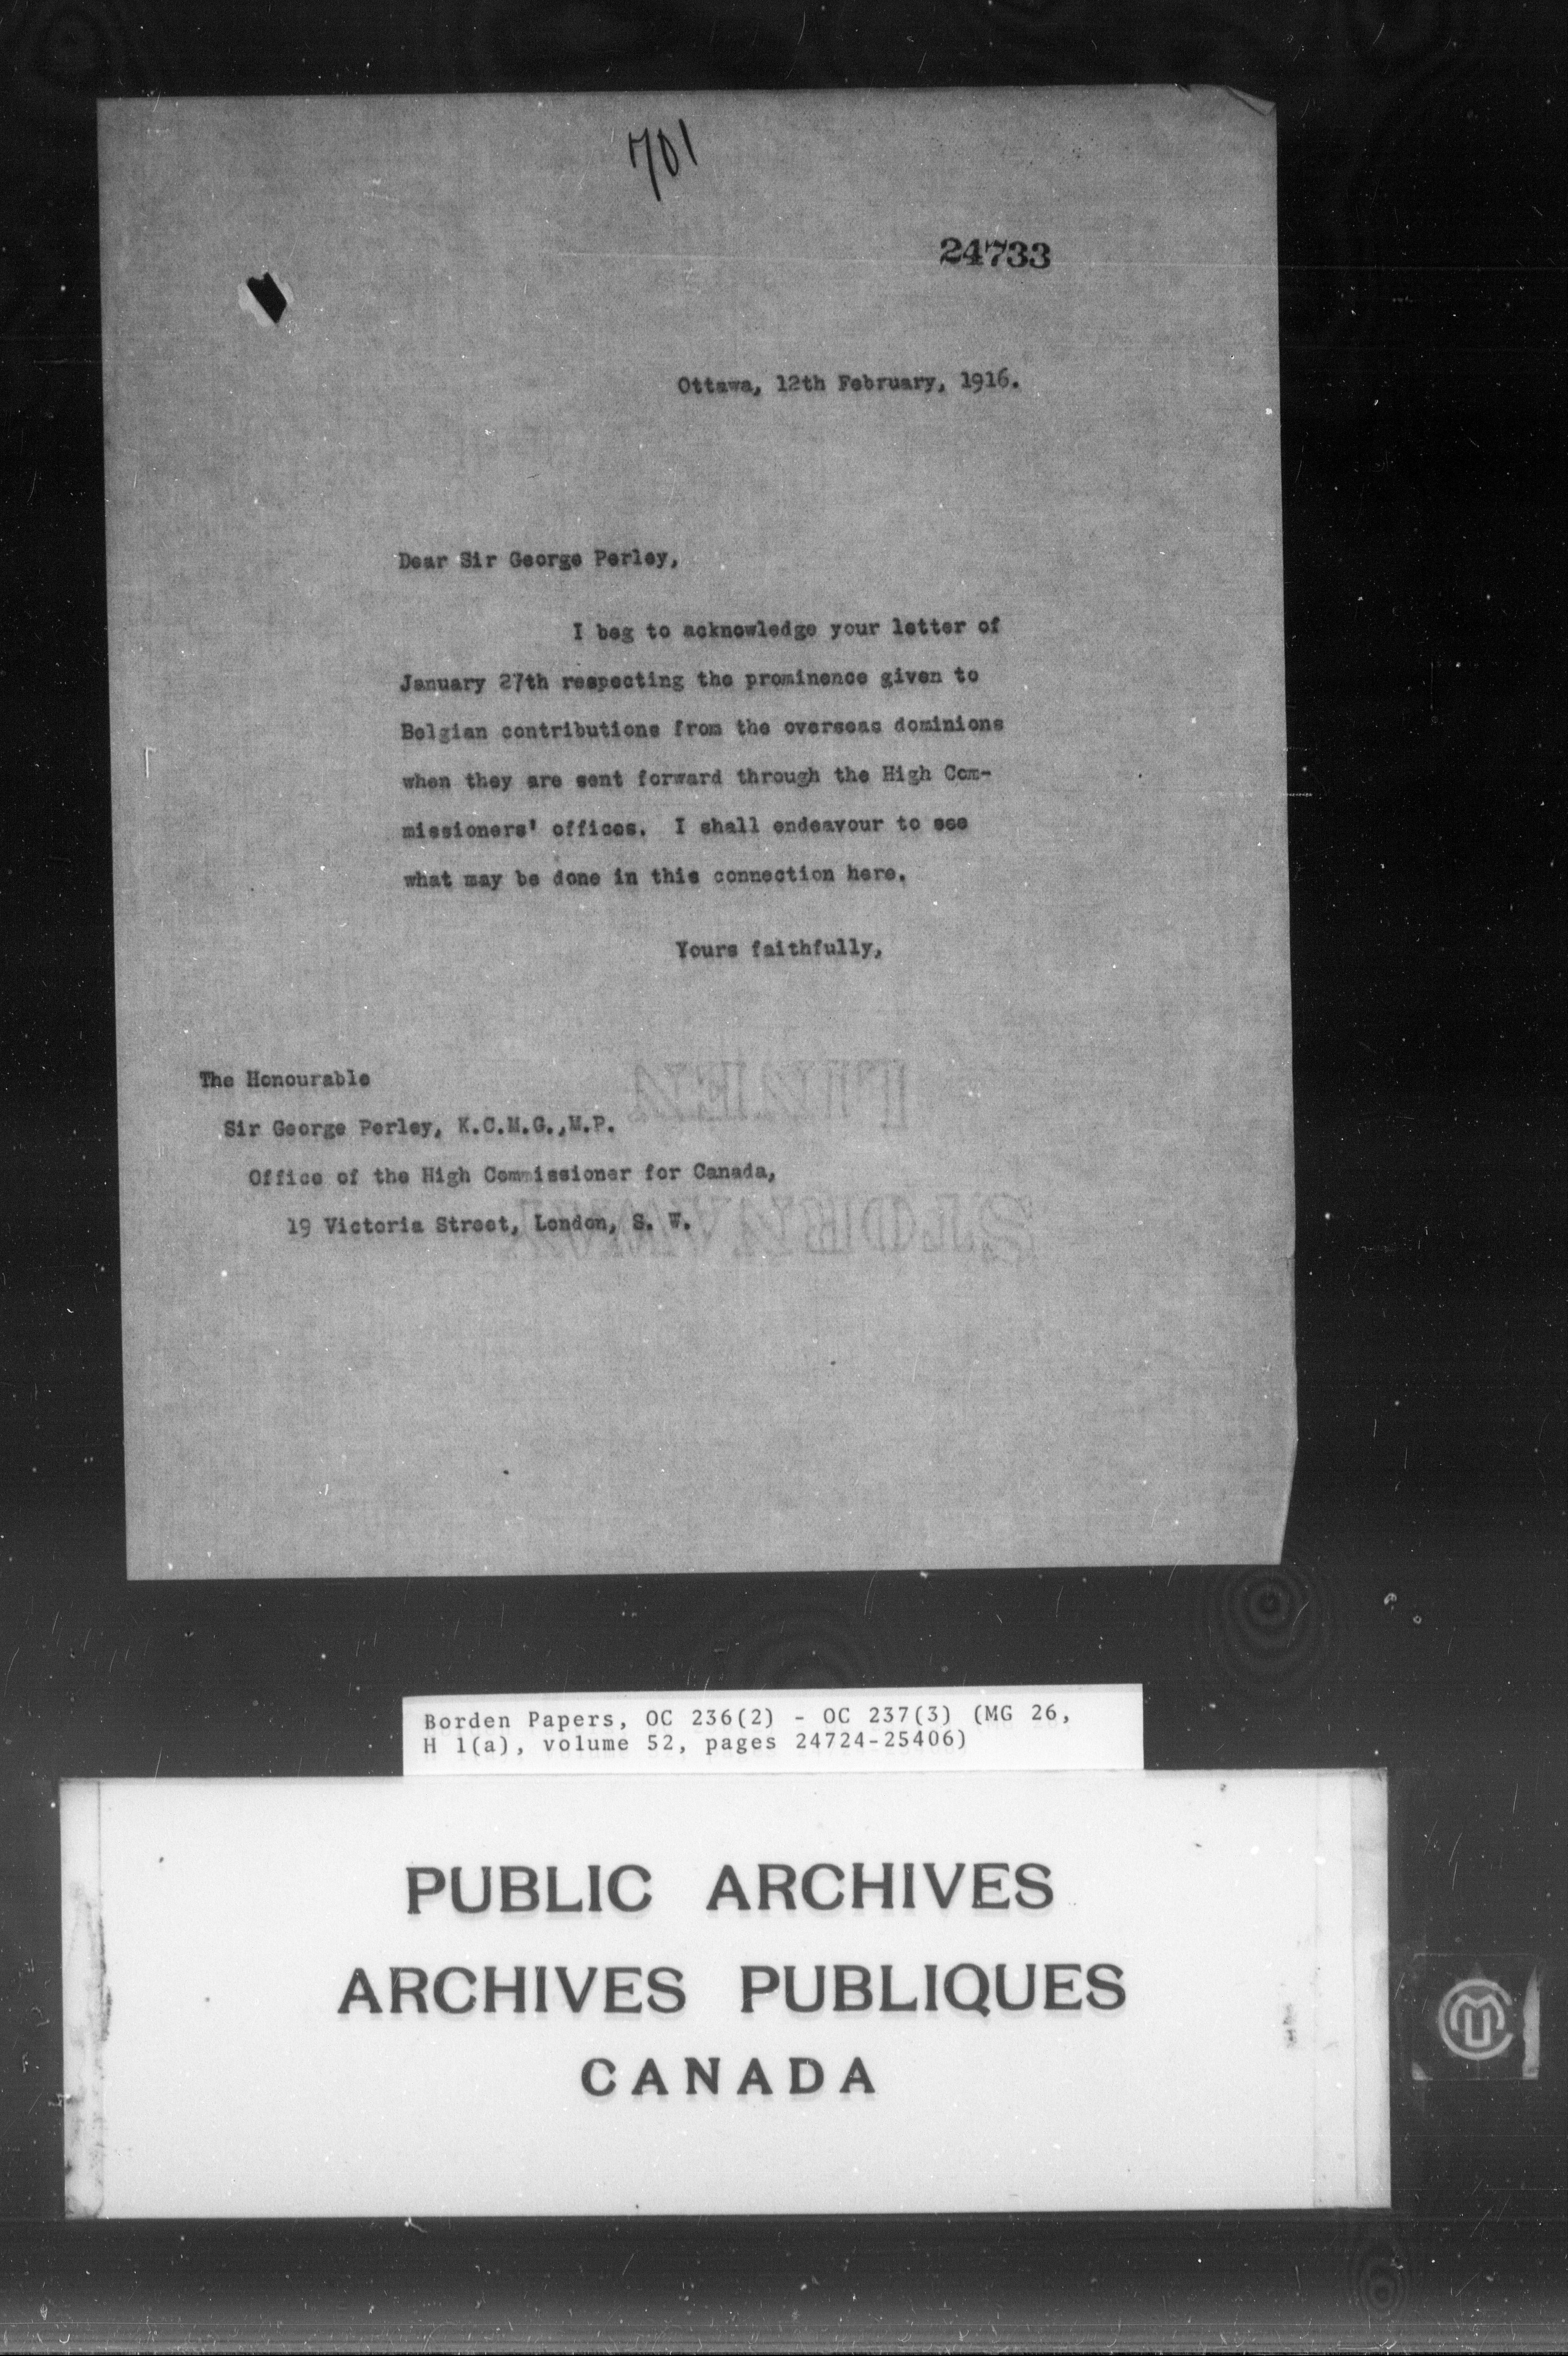 701
24733
Ottawa, 12th February, 1916.
Dear Sir George Perley,
I beg to acknowledge your letter of
January 27th respecting the prominence given to
Belgian contributions from the overseas dominions
when they are sent forward through the High Com-
missioners' offices. I shall endeavour to see
what may be done in this connection here.
Yours faithfully,
The Honourable
Sir George Perley, K.C.M.G.,M.P.
Office of the High Commissioner for Canada,
19 Victoria Street, London, S. W.
Borden Papers, OC 236(2) - OC 237(3) (MG 26,
H 1(a), volume 52, pages 24724-25406)
PUBLIC ARCHIVES
ARCHIVES PUBLIQUES
CANADA